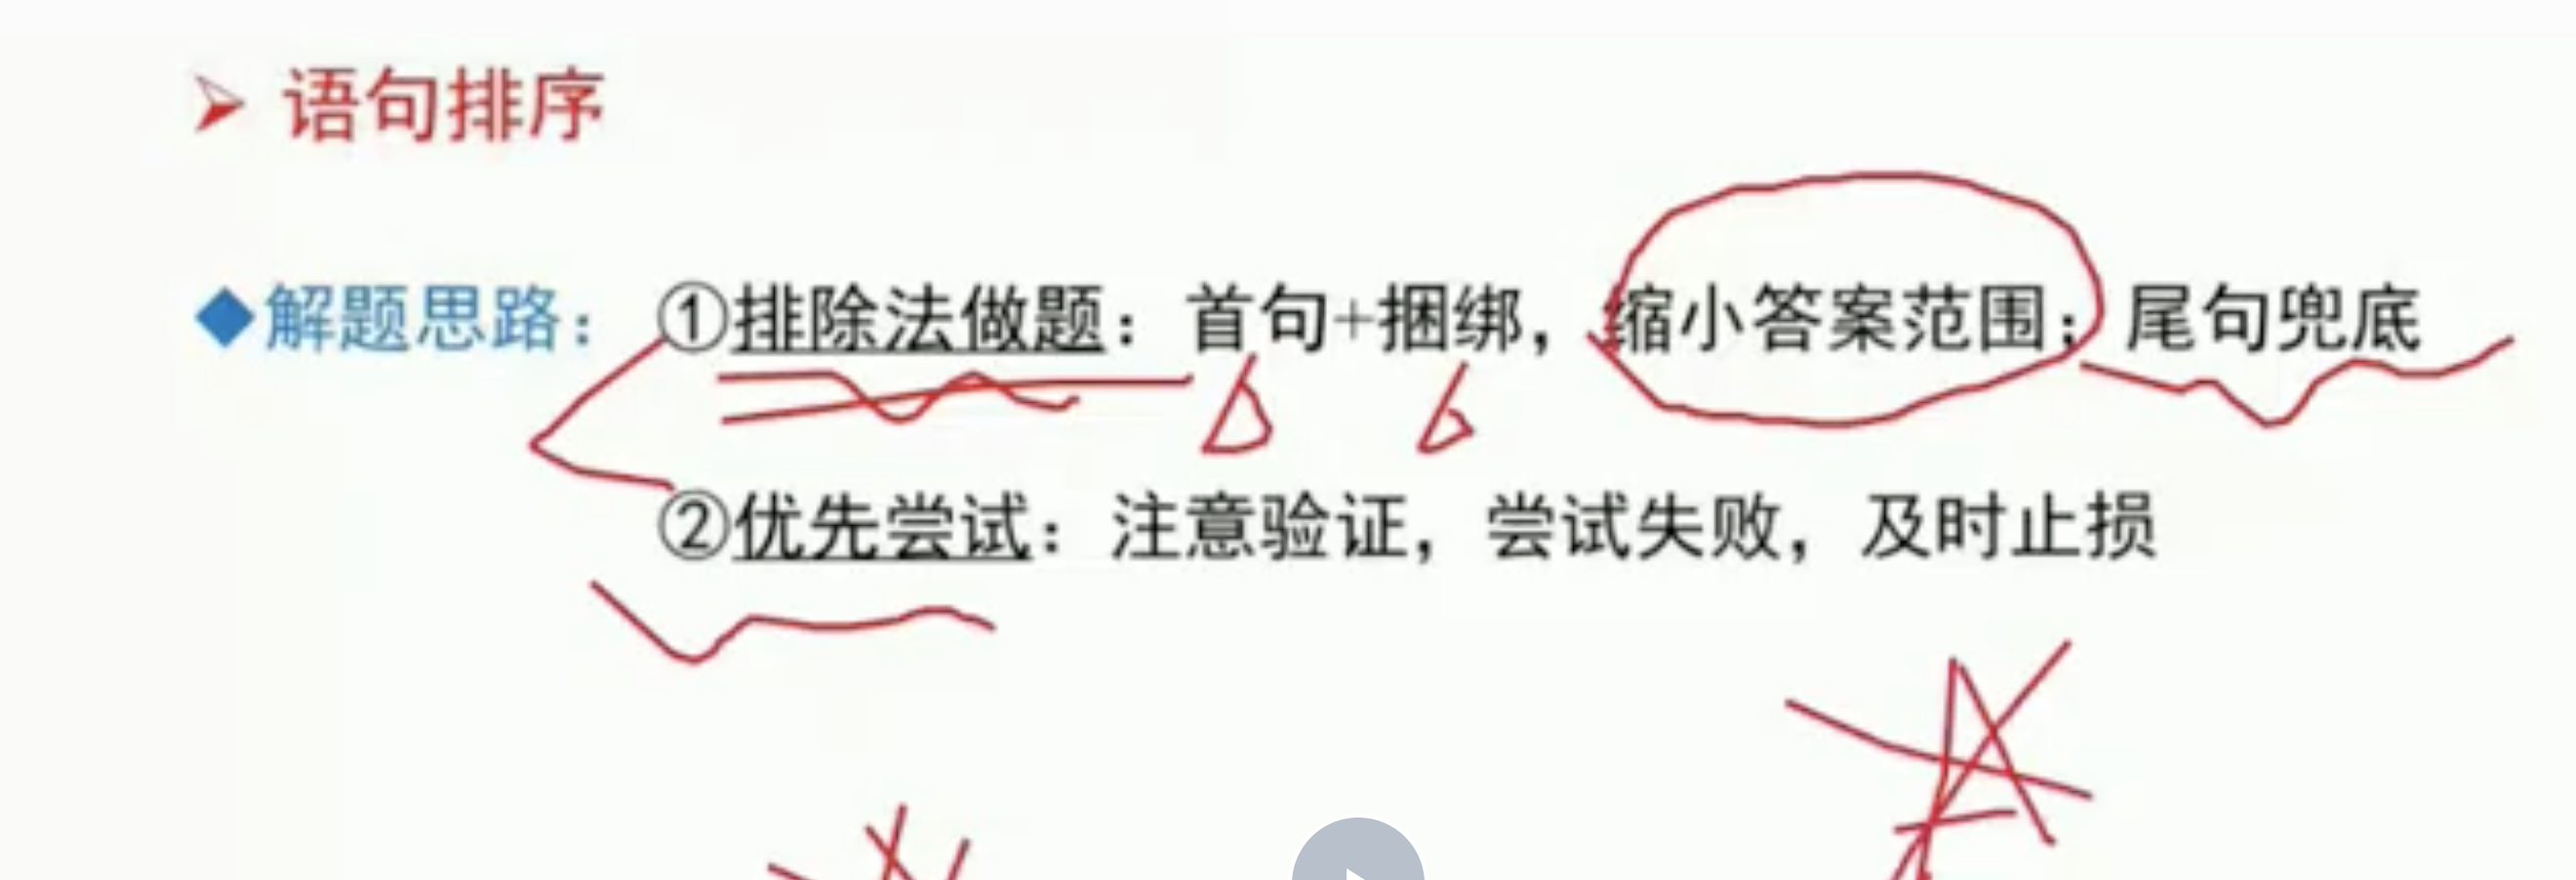 语句排序
解题思路：①排除法做题：首句+捆绑，缩小答案范围；尾句兜底
②优先尝试：注意验证，尝试失败，及时止损